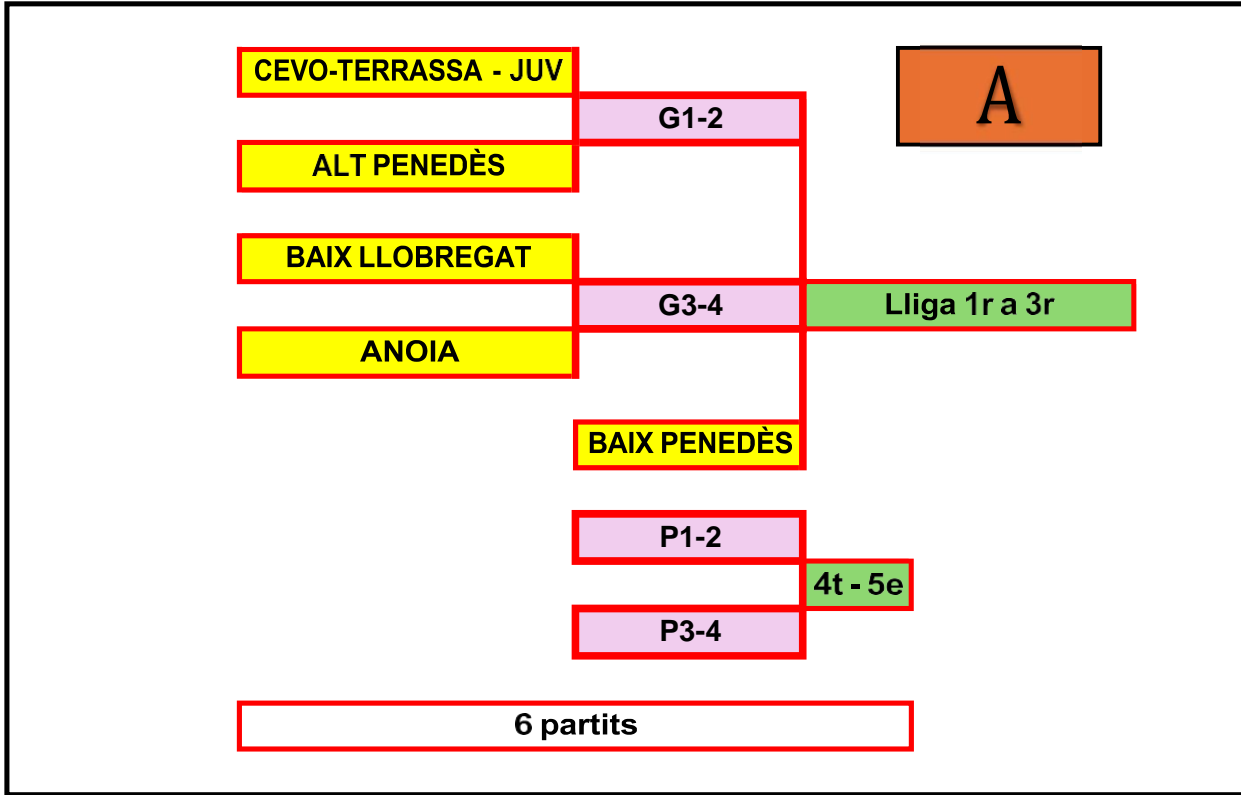 CEVO-TERRASSA - JUV
A
G1-2
ALT PENEDÈS
BAIX LLOBREGAT
G3-4
Lliga 1r a 3r
ANOIA
BAIX PENEDÈS
P1-2
4t - 5e
P3-4
6 partits